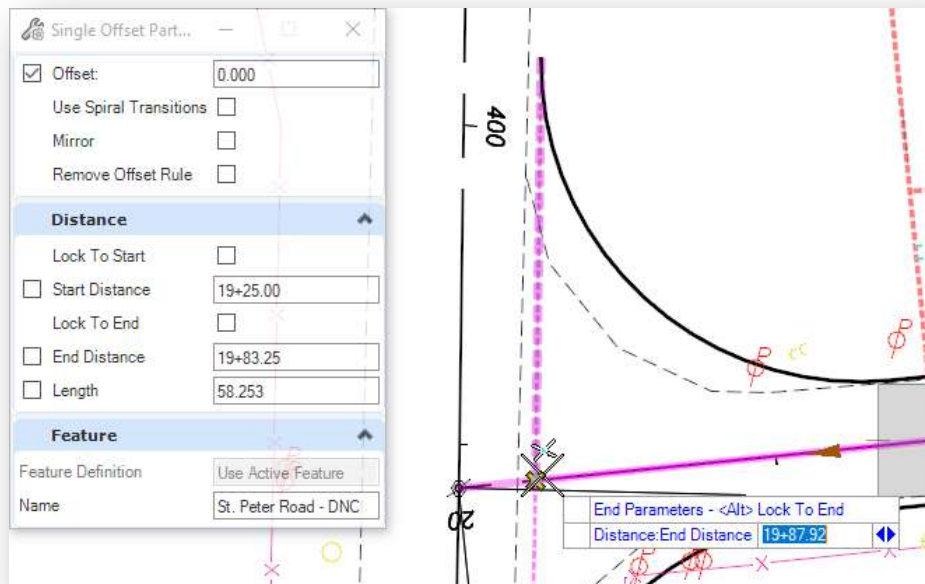 Single Offset Part...
Offset: 0.000
Use Spiral Transitions
Mirror
Remove Offset Rule
Distance
Lock To Start
Start Distance 19+25.00
Lock To End
End Distance 19+83.25
Length 58.253
Feature
Feature Definition Use Active Feature
Name St. Peter Road - DNC
400
cc
20
End Parameters - <Alt> Lock To End
Distance:End Distance 19+87.92